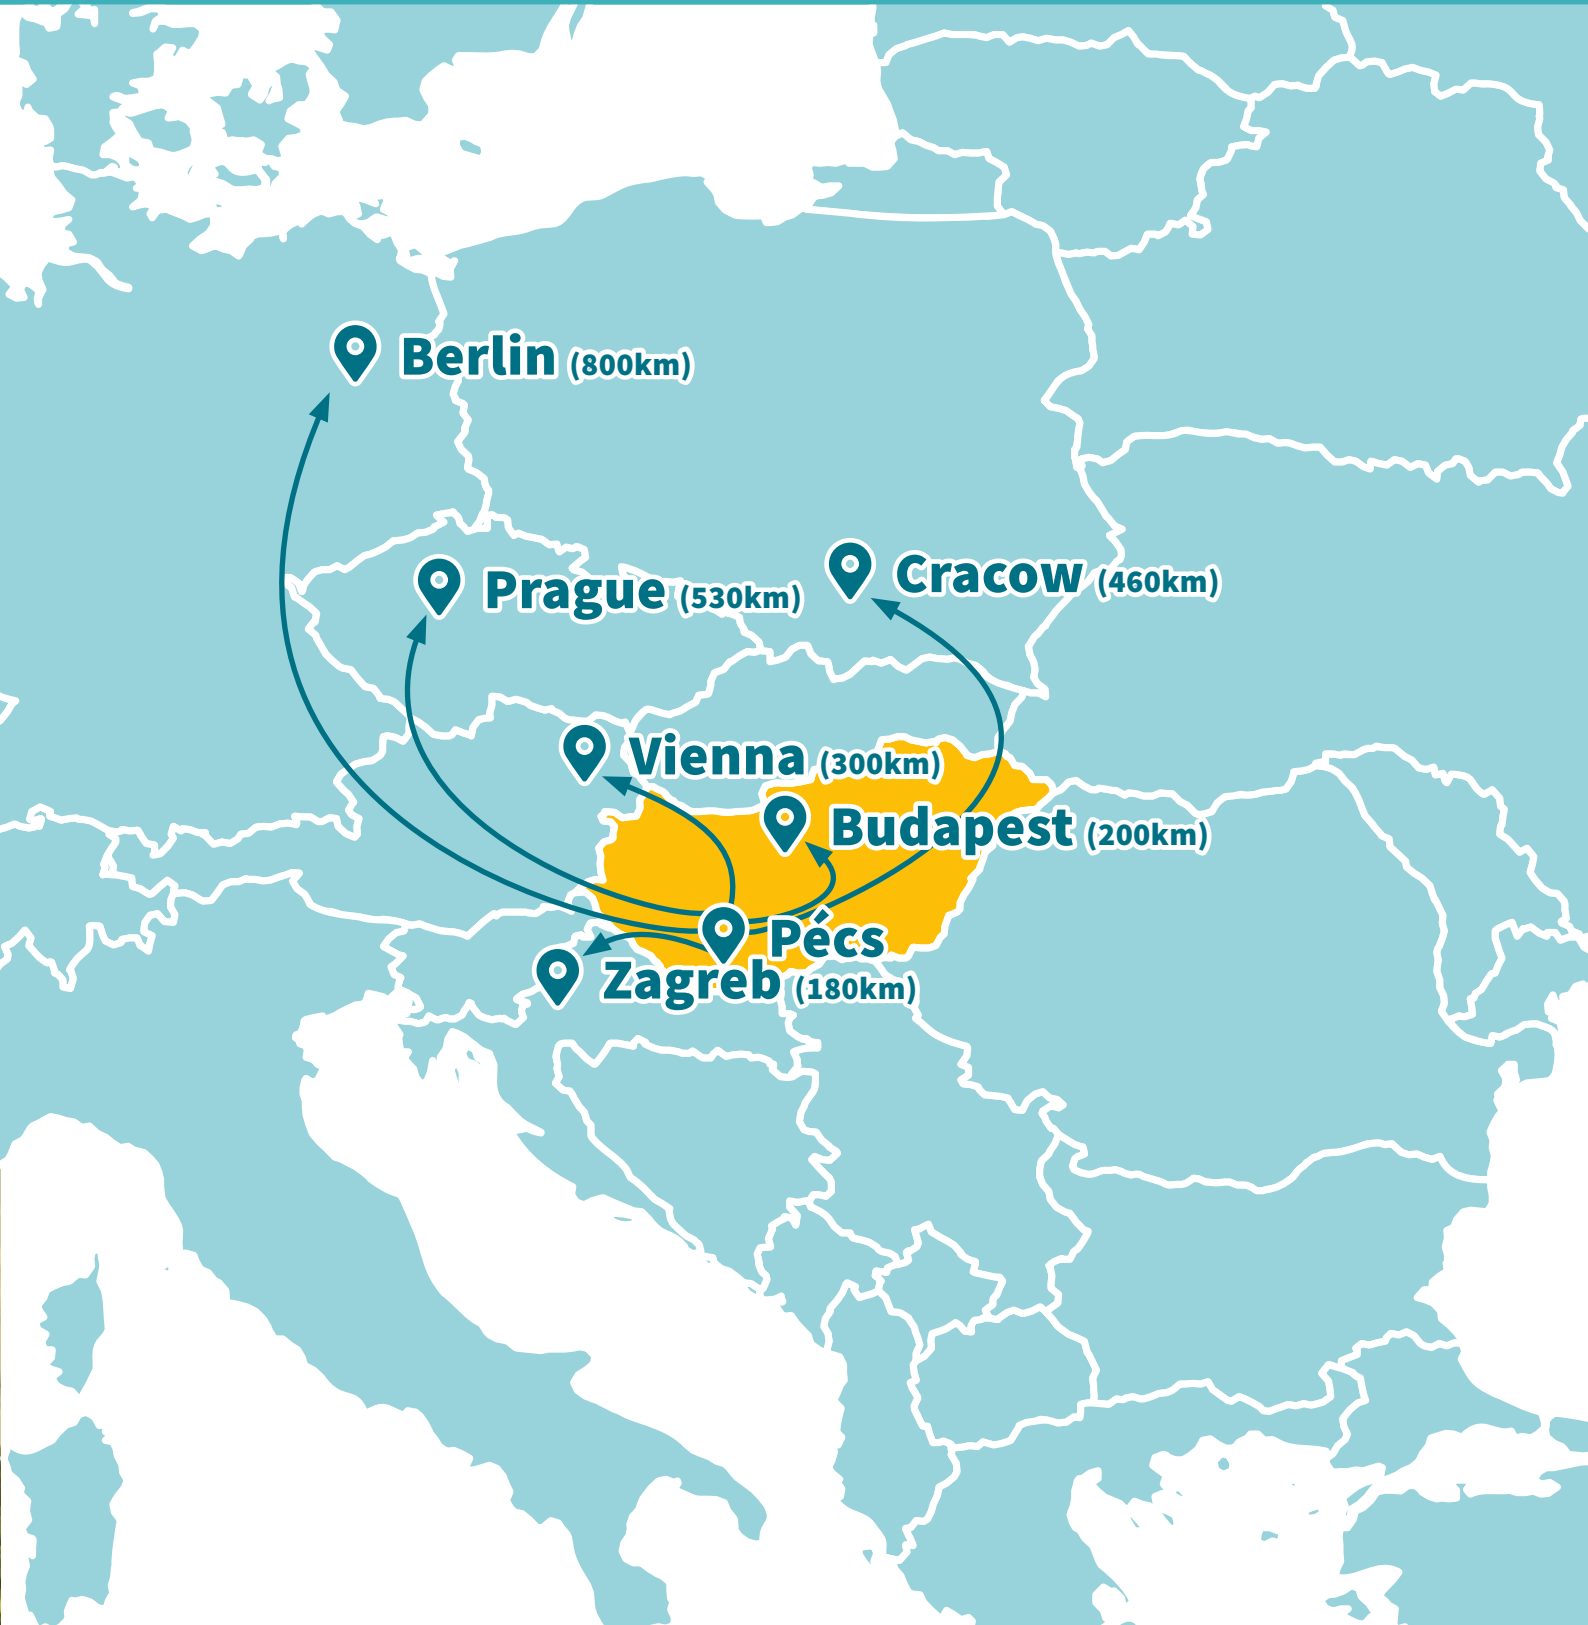 Berlin (800km)
Prague (530km)
Cracow (460km)
Vienna (300km)
Budapest (200km)
Pécs
Zagreb (180km)